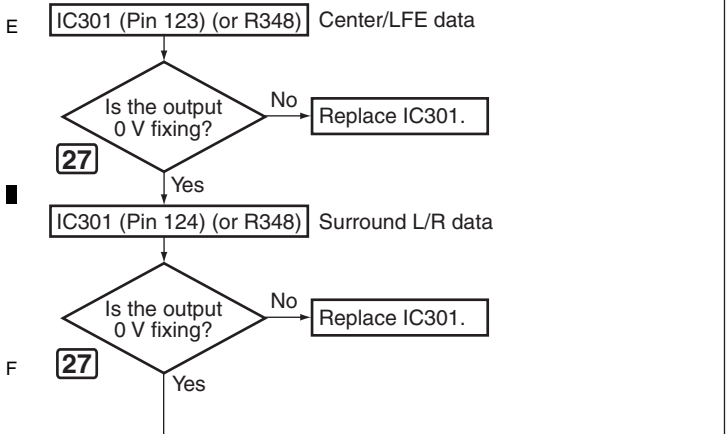 E
IC301 (Pin 123) (or R348) Center/LFE data
Is the output
0 V fixing?
No
Replace IC301.
27
Yes
IC301 (Pin 124) (or R348) Surround L/R data
Is the output
0 V fixing?
No
Replace IC301.
F
27
Yes